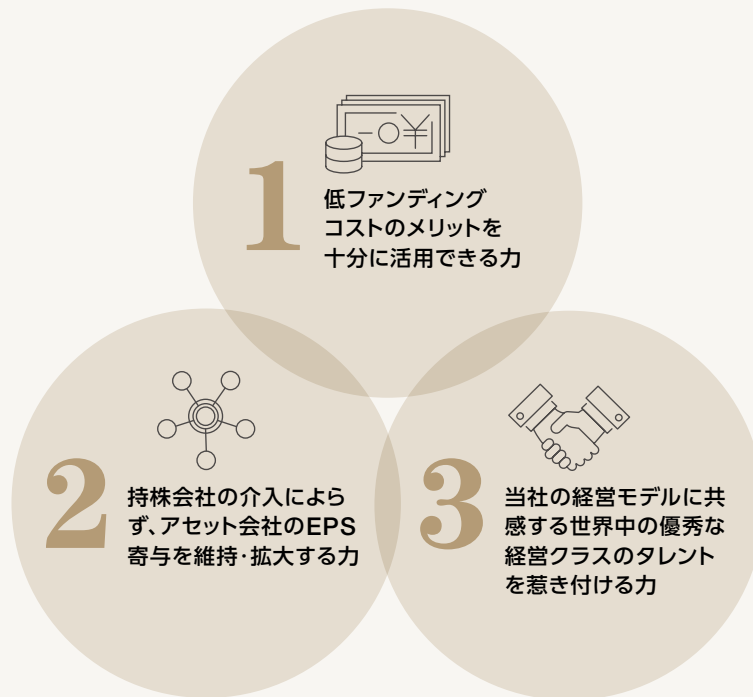 1
低ファンディング
コストのメリットを
十分に活用できる力
2
持株会社の介入によら
ず、アセット会社のEPS
寄与を維持・拡大する力
3
当社の経営モデルに共
感する世界中の優秀な
経営クラスのタレント
を惹き付ける力